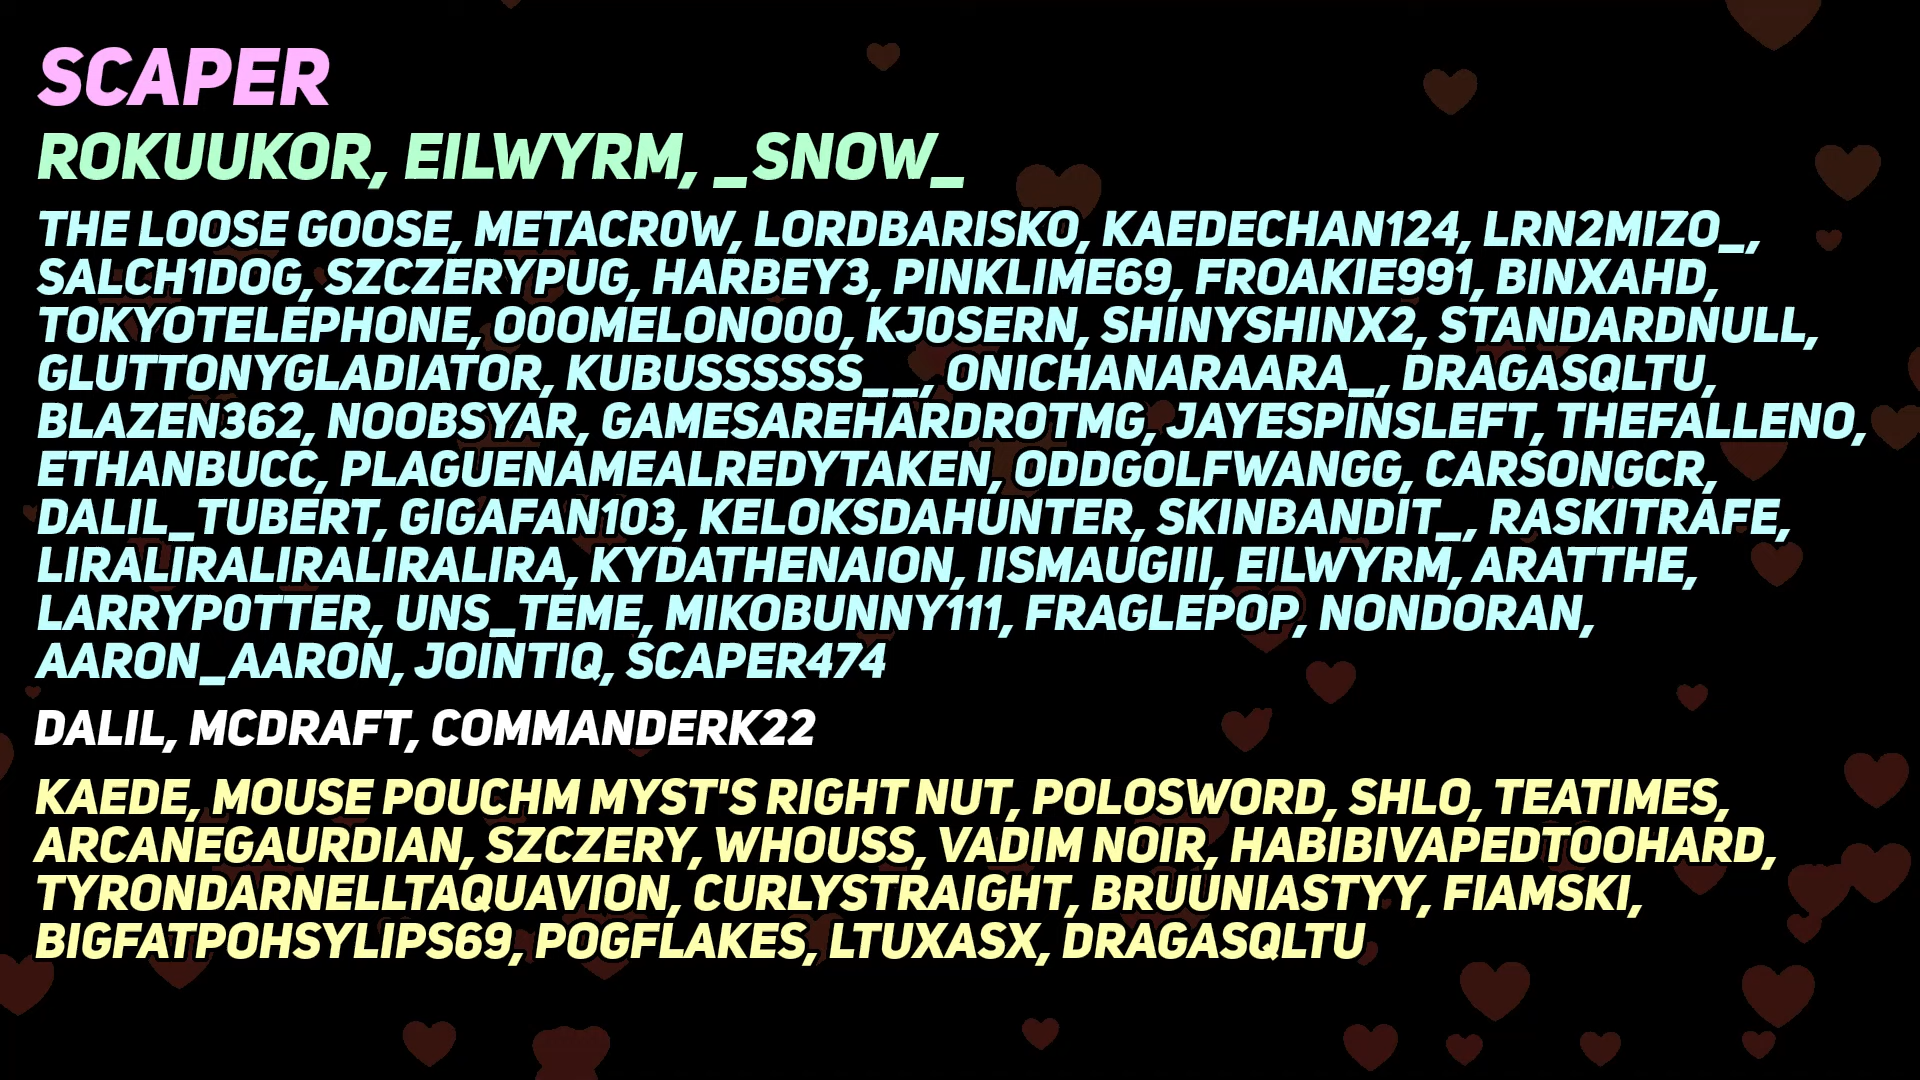 SCAPER
ROKUUKOR, EILWYRM, _SNOW_
THE LOOSE GOOSE, METACR0W, LORDBARISKO, KAEDECHAN124, LRN2MIZO_,
SALCH1DOG, SZCZERYPUG, HARBEY3, PINKLIME69, FROAKIE991, BINXAHD,
TOKYOTELEPHONE, O0OMELONO00, KJ0SERN, SHINYSHINX2, STANDARDNULL,
GLUTTONYGLADIATOR, KUBUSSSSSS__, ONICHANARAARA_, DRAGASQLTU,
BLAZEN362, NOOBSYAR, GAMESAREHARDROTMG, JAYESPINSLEFT, THEFALLENO,
ETHANBUCC, PLAGUENAMEALREDYTAKEN, ODDGOLFWANGG, CARSONGCR,
DALIL_TUBERT, GIGAFAN103, KELOKSDAHUNTER, SKINBANDIT_, RASKITRAFE,
LIRALIRALIRALIRALIRA, KYDATHENAION, IISMAUGIII, EILWYRM, ARATTHE,
LARRYP0TTER, UNS_TEME, MIKOBUNNY111, FRAGLEPOP, NONDORAN,
AARON_AARON, JOINTIQ, SCAPER474
DALIL, MCDRAFT, COMMANDERK22
KAEDE, MOUSE POUCHM MYST'S RIGHT NUT, POLOSWORD, SHLO, TEATIMES,
ARCANEGAURDIAN, SZCZERY, WHOUSS, VADIM NOIR, HABIBIVAPEDTOOHARD,
TYRONDARNELLTAQUAVION, CURLYSTRAIGHT, BRUUNIASTYY, FIAMSKI,
BIGFATPOHSYLIPS69, POGFLAKES, LTUXASX, DRAGASQLTU